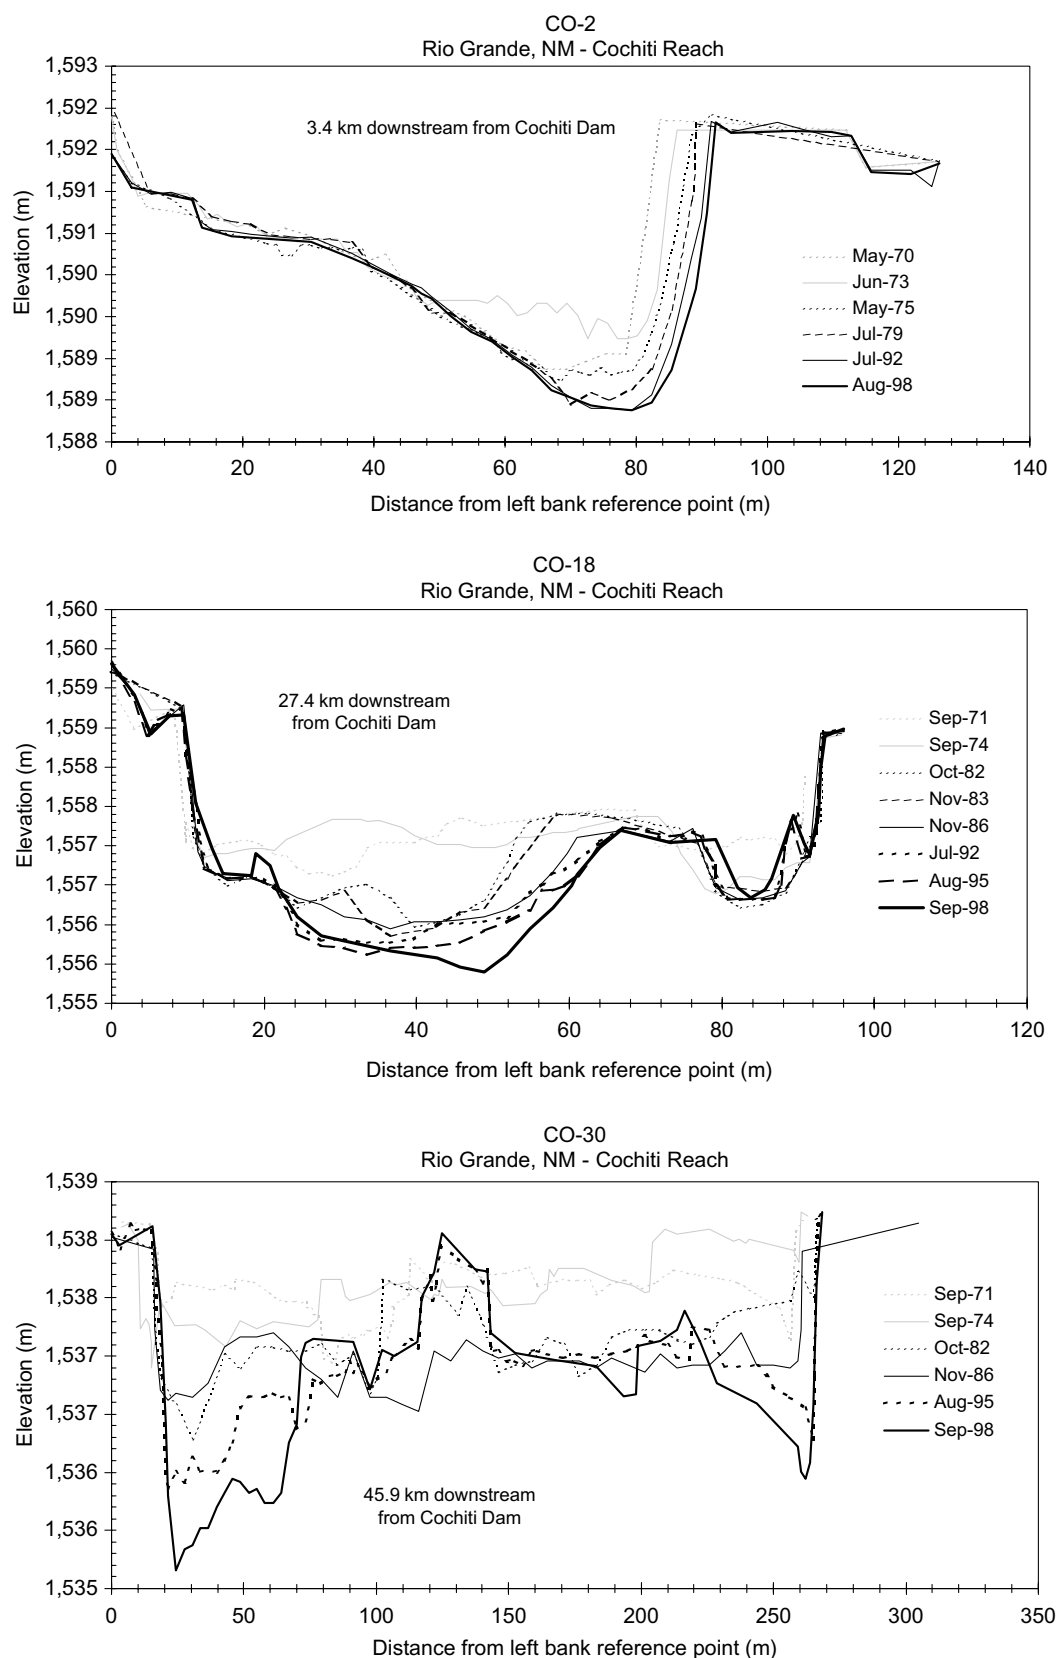 CO-2
Rio Grande, NM - Cochiti Reach
1,593
1,592
1,592
1,591
1,591
1,590
1,590
1,589
1,589
1,588
Elevation (m)
3.4 km downstream from Cochiti Dam
May-70
Jun-73
May-75
Jul-79
Jul-92
Aug-98
0 20 40 60 80 100 120 140
Distance from left bank reference point (m)
CO-18
Rio Grande, NM - Cochiti Reach
1,560
1,560
1,559
1,559
1,558
1,558
1,557
1,557
1,556
1,556
1,555
Elevation (m)
27.4 km downstream
from Cochiti Dam
Sep-71
Sep-74
Oct-82
Nov-83
Nov-86
Jul-92
Aug-95
Sep-98
0 20 40 60 80 100 120
Distance from left bank reference point (m)
CO-30
Rio Grande, NM - Cochiti Reach
1,539
1,538
1,538
1,537
1,537
1,536
1,536
1,535
Elevation (m)
45.9 km downstream
from Cochiti Dam
Sep-71
Sep-74
Oct-82
Nov-86
Aug-95
Sep-98
0 50 100 150 200 250 300 350
Distance from left bank reference point (m)